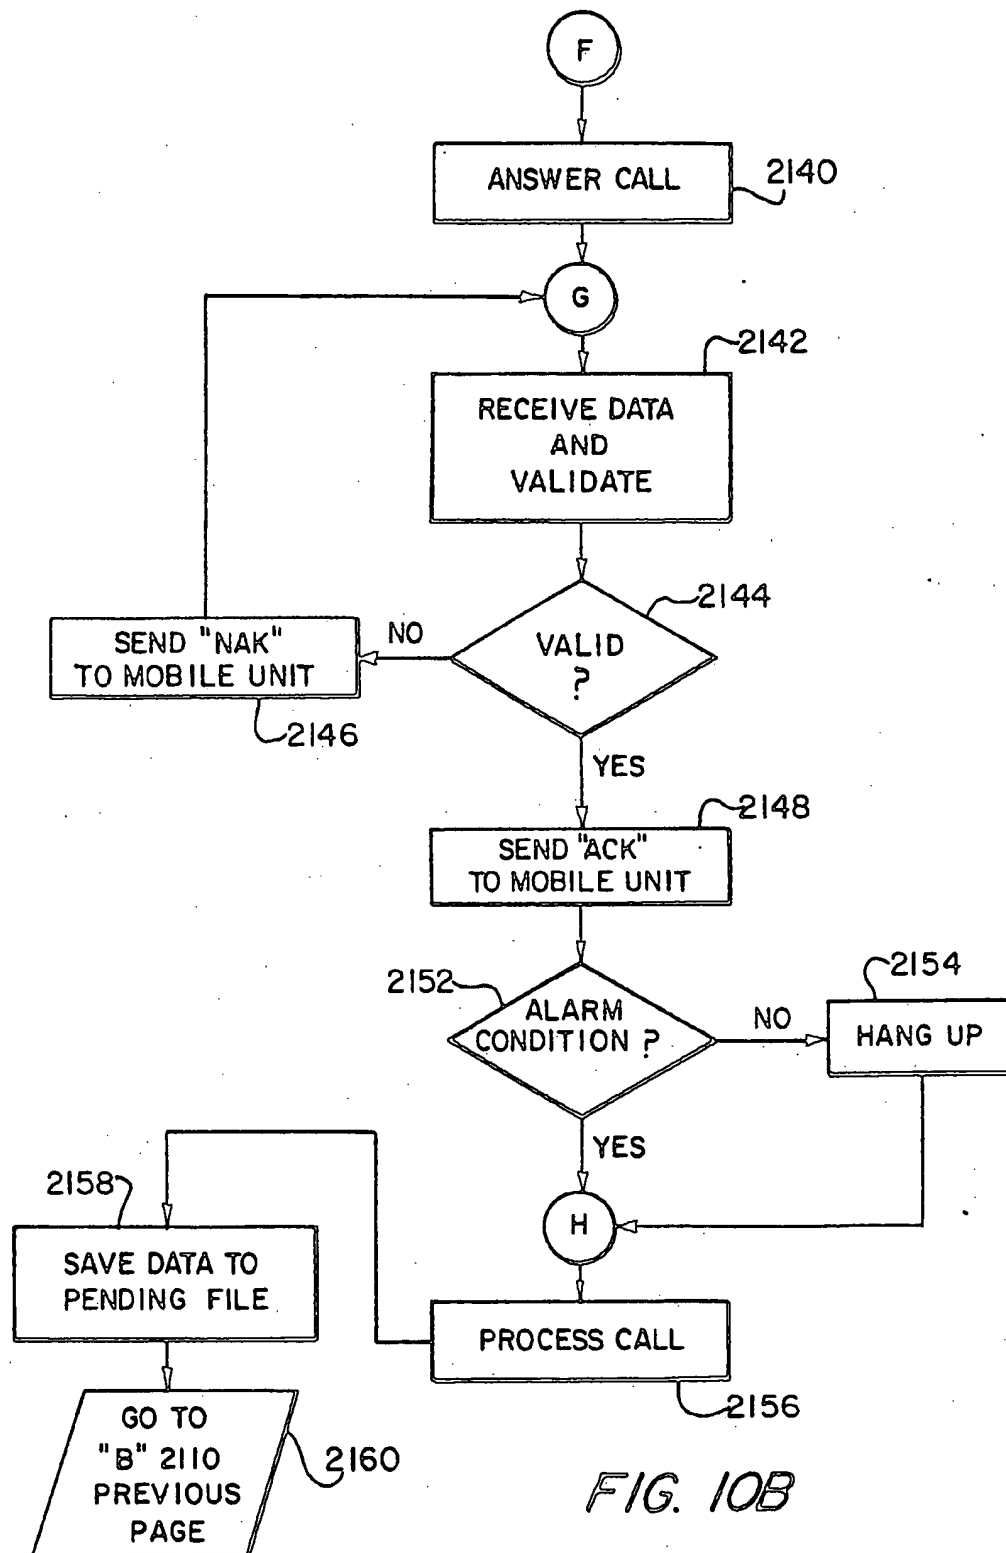 F
ANSWER CALL
2140
G
2142
RECEIVE DATA
AND
VALIDATE
2144
VALID
?
NO
SEND "NAK"
TO MOBILE UNIT
2146
YES
2148
SEND "ACK"
TO MOBILE UNIT
2152
ALARM
CONDITION ?
NO
2154
HANG UP
YES
H
2158
SAVE DATA TO
PENDING FILE
PROCESS CALL
2156
GO TO
"B" 2110
PREVIOUS
PAGE
2160
FIG. 10B